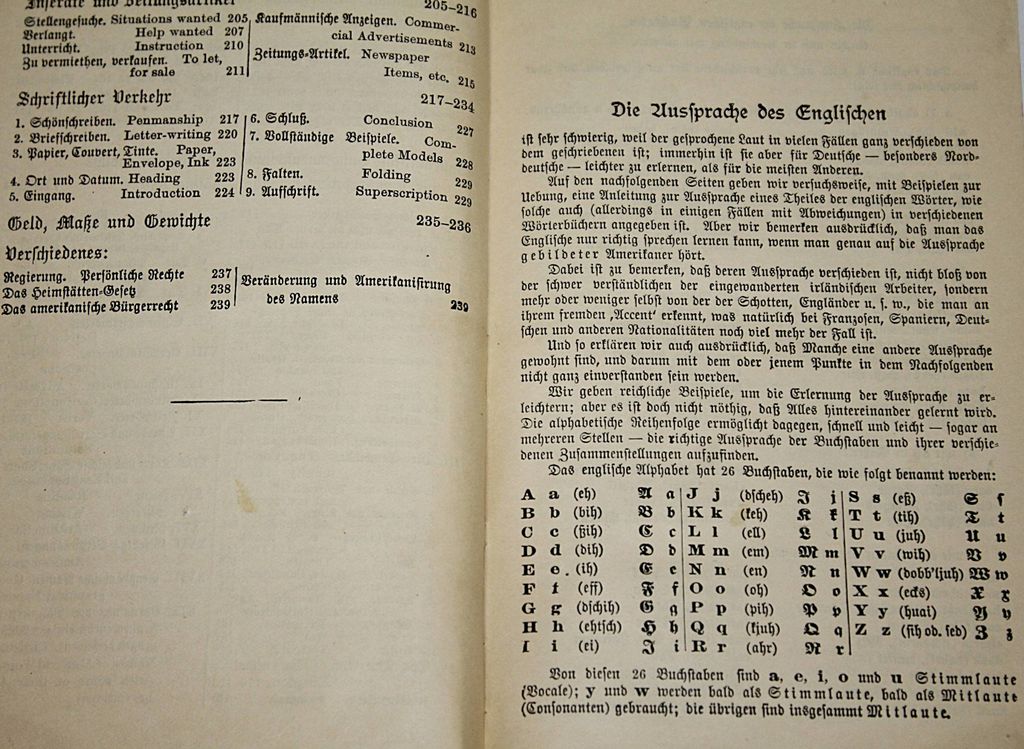 Inserate und Zeitungsartikel 205–216
Stellengesuche. Situations wanted 205
Verlangt. Help wanted 207
Unterricht. Instruction 210
Zu vermiethen, verkaufen. To let,
for sale 211
Kaufmännische Anzeigen. Commer-
cial Advertisements 213
Zeitungs-Artikel. Newspaper
Items, etc. 215
Schriftlicher Verkehr 217–234
1. Schönschreiben. Penmanship 217
2. Briefschreiben. Letter-writing 220
3. Papier, Couvert, Tinte. Paper,
Envelope, Ink 223
4. Ort und Datum. Heading 223
5. Eingang. Introduction 224
6. Schluß. Conclusion 227
7. Vollständige Beispiele. Com-
plete Models 228
8. Falten. Folding 229
9. Aufschrift. Superscription 229
Geld, Maße und Gewichte 235–236
Verschiedenes:
Regierung. Persönliche Rechte 237
Das Heimstätten-Gesetz 238
Das amerikanische Bürgerrecht 239
Veränderung und Amerikanisirung
des Namens 239
Die Aussprache des Englischen
ist sehr schwierig, weil der gesprochene Laut in vielen Fällen ganz verschieden von
dem geschriebenen ist; immerhin ist sie aber für Deutsche — besonders Nord-
deutsche — leichter zu erlernen, als für die meisten Anderen.
Auf den nachfolgenden Seiten geben wir versuchsweise, mit Beispielen zur
Uebung, eine Anleitung zur Aussprache eines Theiles der englischen Wörter, wie
solche auch (allerdings in einigen Fällen mit Abweichungen) in verschiedenen
Wörterbüchern angegeben ist. Aber wir bemerken ausdrücklich, daß man das
Englische nur richtig sprechen lernen kann, wenn man genau auf die Aussprache
gebildeter Amerikaner hört.
Dabei ist zu bemerken, daß deren Aussprache verschieden ist, nicht bloß von
der schwer verständlichen der eingewanderten irländischen Arbeiter, sondern
mehr oder weniger selbst von der der Schotten, Engländer u. s. w., die man an
ihrem fremden ‚Accent‘ erkennt, was natürlich bei Franzosen, Spaniern, Deut-
schen und anderen Nationalitäten noch viel mehr der Fall ist.
Und so erklären wir auch ausdrücklich, daß Manche eine andere Aussprache
gewohnt sind, und darum mit dem oder jenem Punkte in dem Nachfolgenden
nicht ganz einverstanden sein werden.
Wir geben reichliche Beispiele, um die Erlernung der Aussprache zu er-
leichtern; aber es ist doch nicht nöthig, daß Alles hintereinander gelernt wird.
Die alphabetische Reihenfolge ermöglicht dagegen, schnell und leicht — sogar an
mehreren Stellen — die richtige Aussprache der Buchstaben und ihrer verschie-
denen Zusammenstellungen aufzufinden.
Das englische Alphabet hat 26 Buchstaben, die wie folgt benannt werden:
A a (eh) A a J j (dscheh) J j S s (eß) S s
B b (bih) B b K k (keh) K k T t (tih) T t
C c (ßih) C c L l (ell) L l U u (juh) U u
D d (dih) D d M m (em) M m V v (wih) V v
E e (ih) E e N n (en) N n W w (dobb'ljuh) W w
F f (eff) F f O o (oh) O o X x (ecks) X x
G g (dschih) G g P p (pih) P p Y y (huai) Y y
H h (ehtsch) H h Q q (kjuh) Q q Z z (sih od. sed) Z z
I i (ei) I i R r (ahr) R r
Von diesen 26 Buchstaben sind a, e, i, o und u Stimmlaute
(Vocale); y und w werden bald als Stimmlaute, bald als Mitlaute
(Consonanten) gebraucht; die übrigen sind insgesammt Mitlaute.